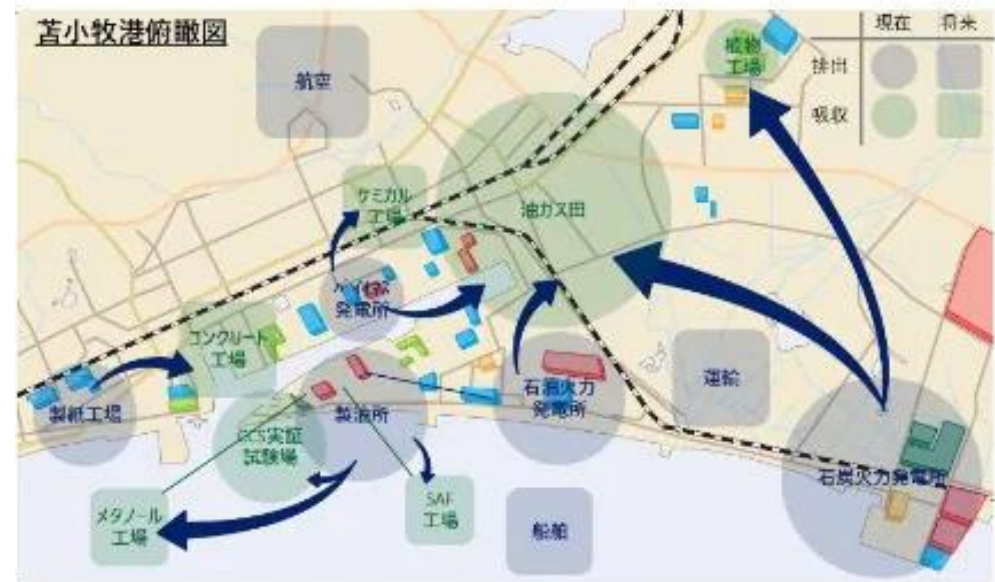 苫小牧港俯瞰図
現在
将来
排出
吸収
航空
植物
工場
ケミカル
工場
油ガス田
バイオマス
発電所
コンクリート
工場
製紙工場
製油所
石油火力
発電所
運輸
CCS実証
試験場
石炭火力発電所
メタノール
工場
SAF
工場
船舶